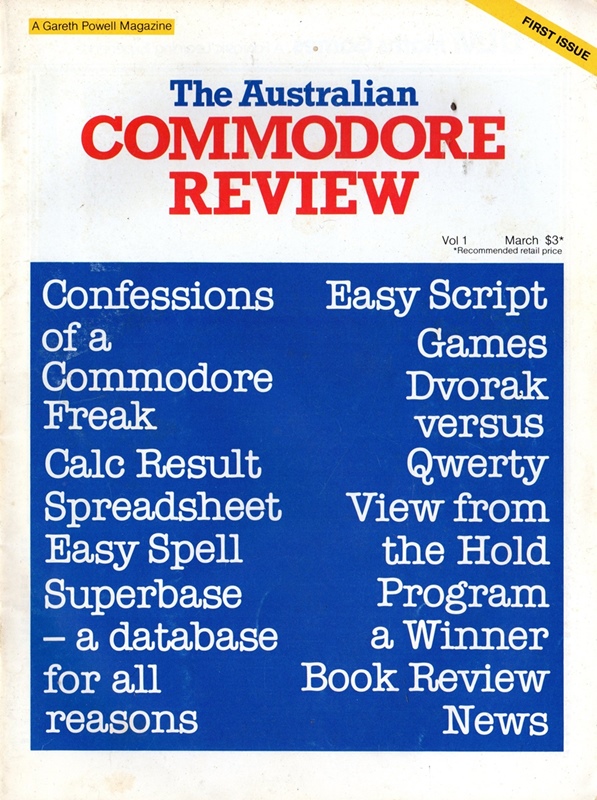 A Gareth Powell Magazine
FIRST ISSUE
The Australian
COMMODORE
REVIEW
Vol 1 March $3*
*Recommended retail price
Confessions
of a
Commodore
Freak
Calc Result
Spreadsheet
Easy Spell
Superbase
– a database
for all
reasons
Easy Script
Games
Dvorak
versus
Qwerty
View from
the Hold
Program
a Winner
Book Review
News